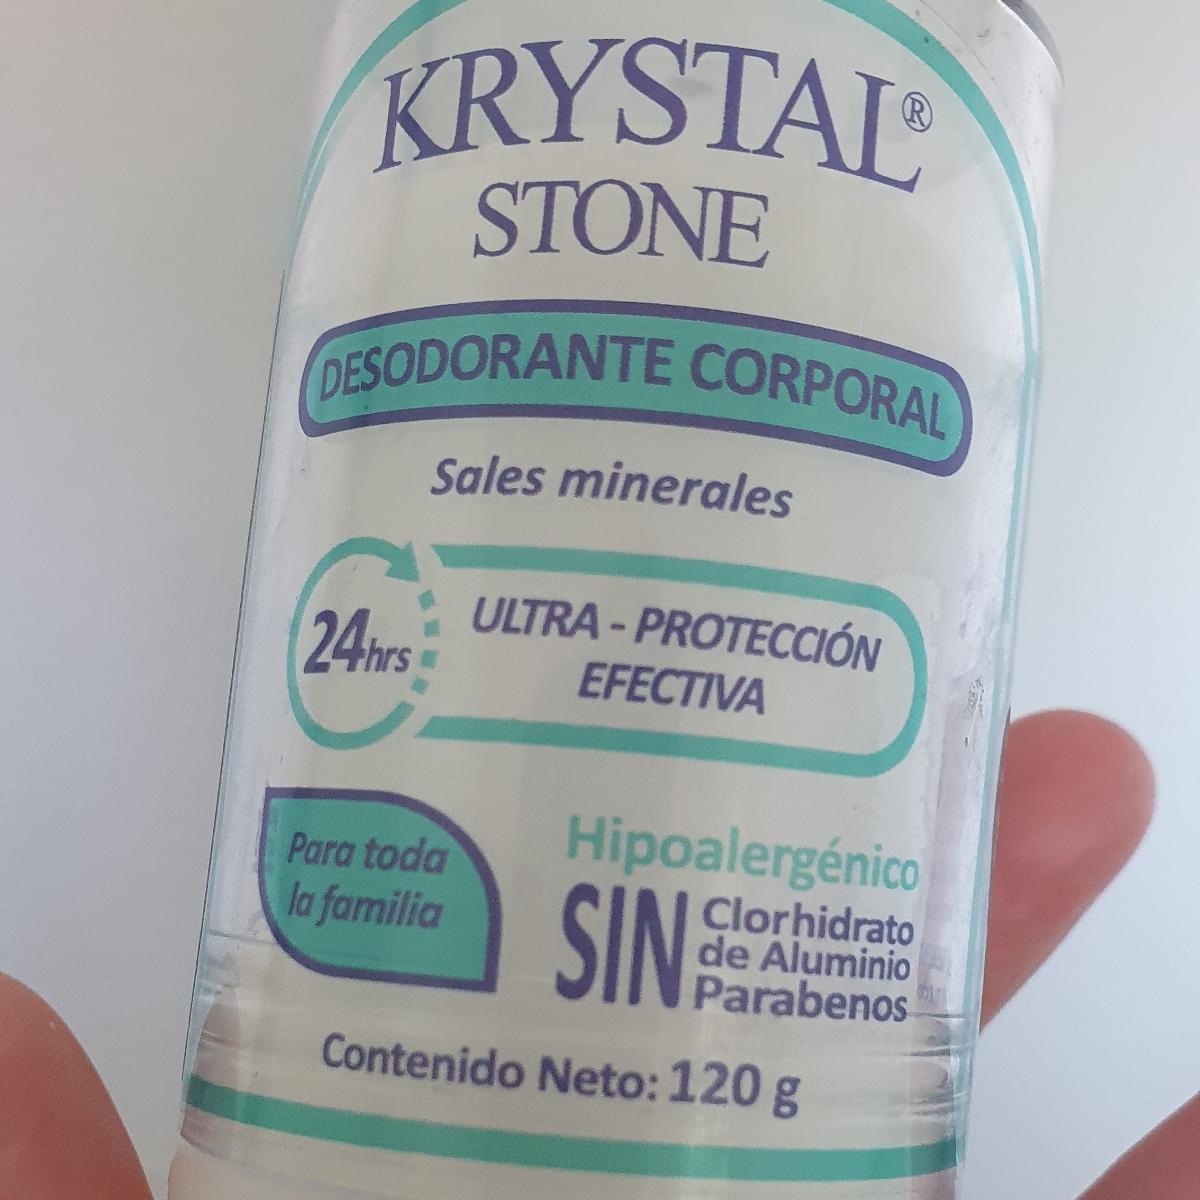 KRYSTAL®
STONE
DESODORANTE CORPORAL
Sales minerales
24hrs
ULTRA - PROTECCIÓN
EFECTIVA
Para toda
la familia
Hipoalergénico
SIN Clorhidrato
de Aluminio
Parabenos
Contenido Neto: 120 g